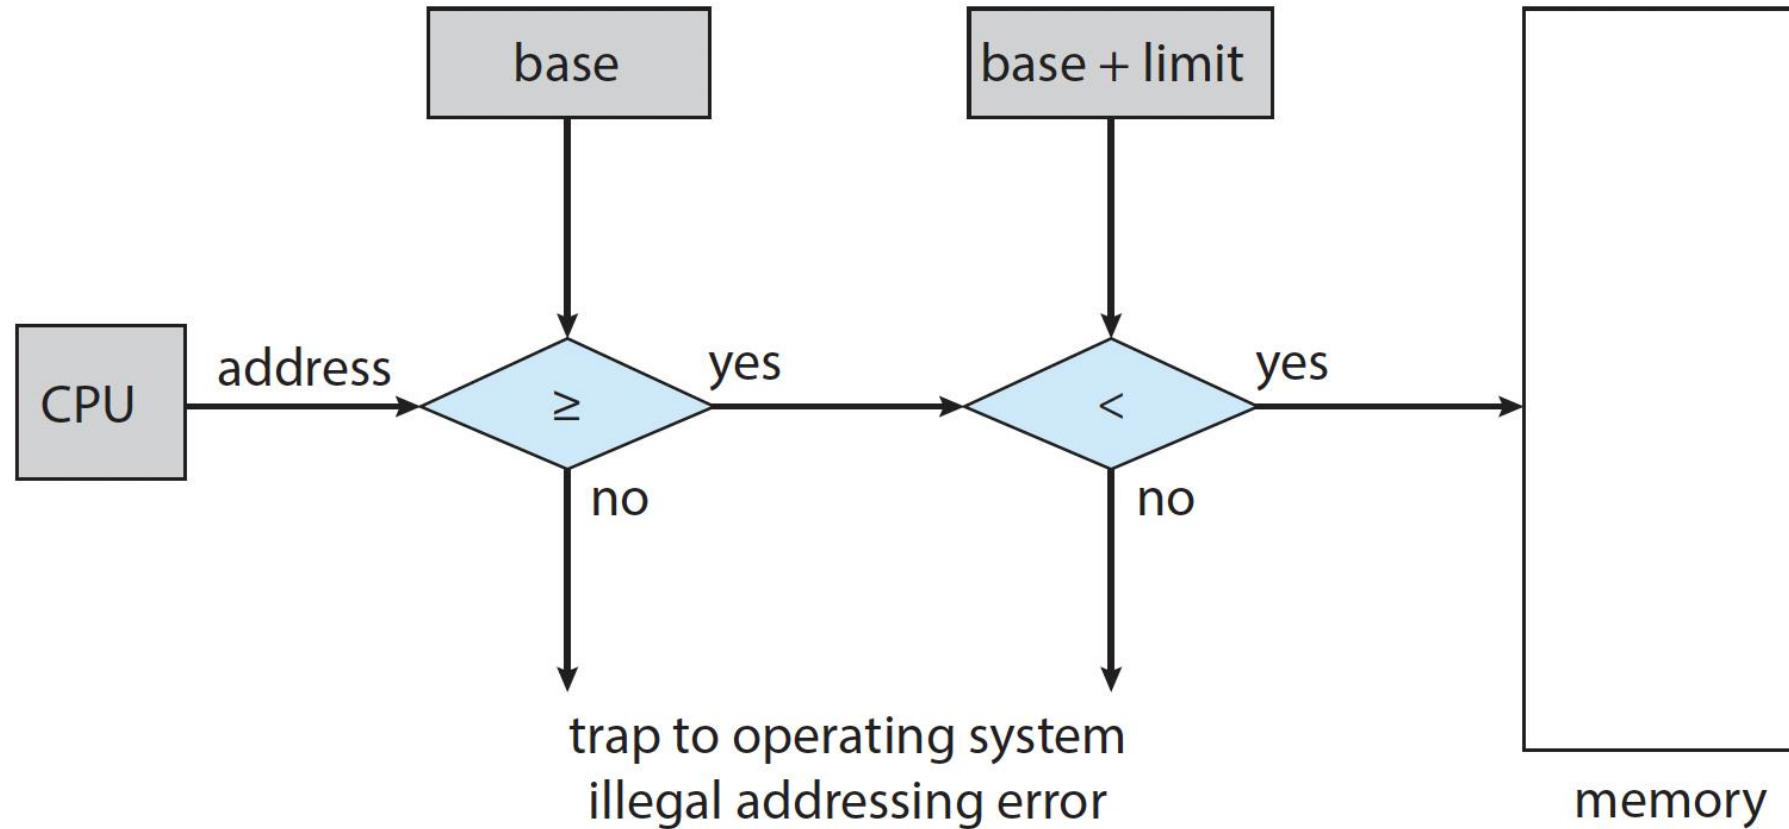 base
base + limit
CPU
address
≥
yes
<
yes
no
no
trap to operating system
illegal addressing error
memory